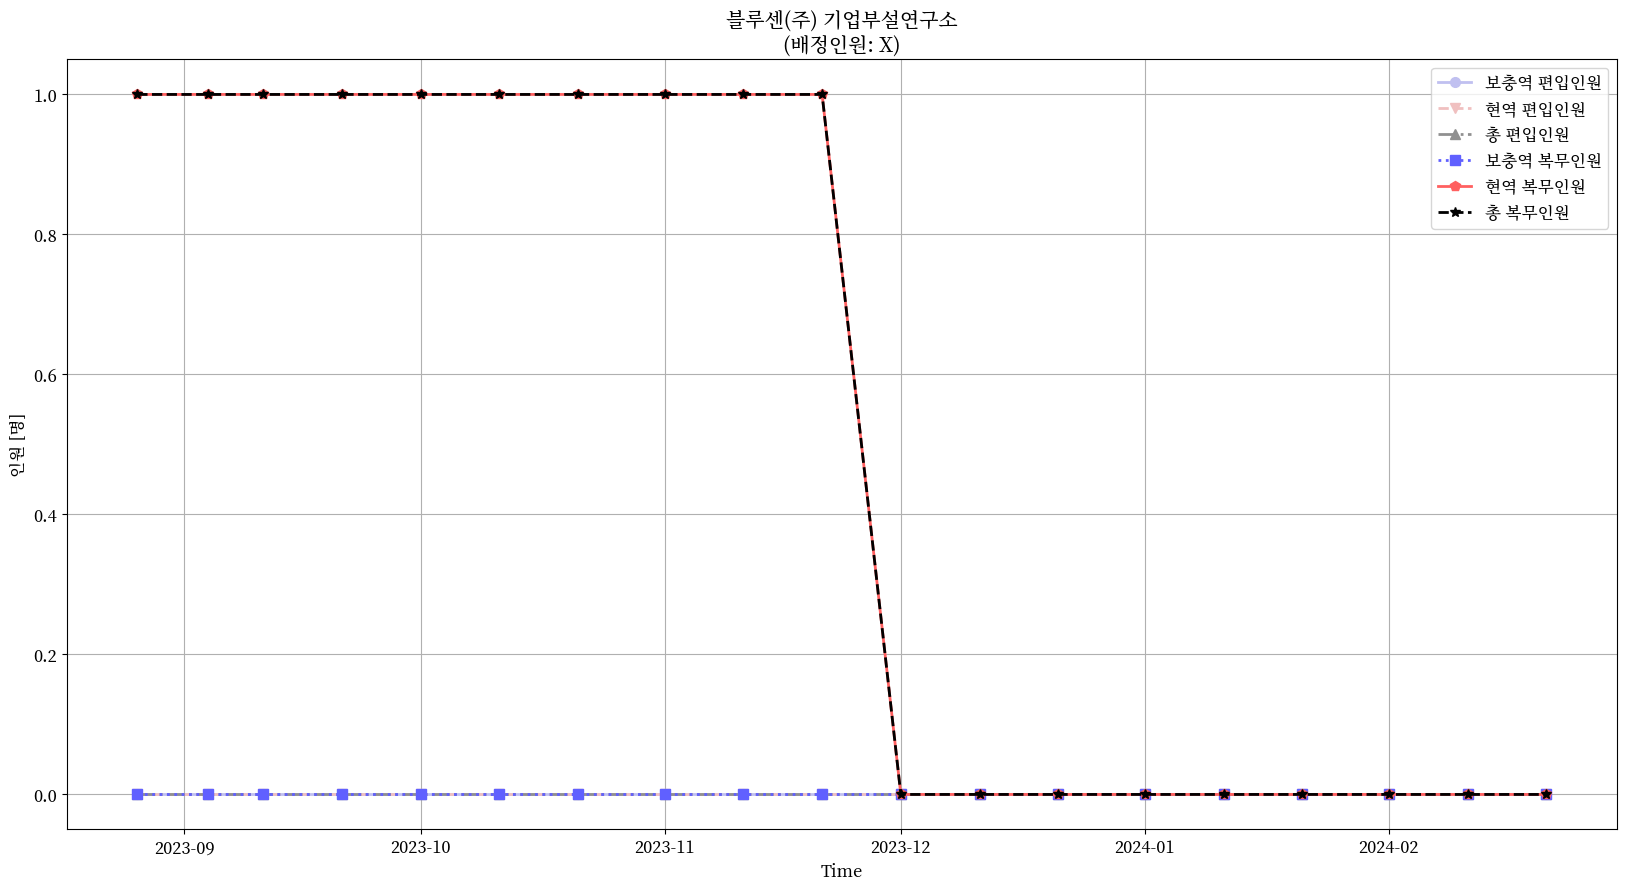 블루센(주) 기업부설연구소
(배정인원: X)
보충역 편입인원
현역 편입인원
총 편입인원
보충역 복무인원
현역 복무인원
총 복무인원
1.0
0.8
0.6
0.4
0.2
0.0
인원 [명]
2023-09
2023-10
2023-11
2023-12
2024-01
2024-02
Time